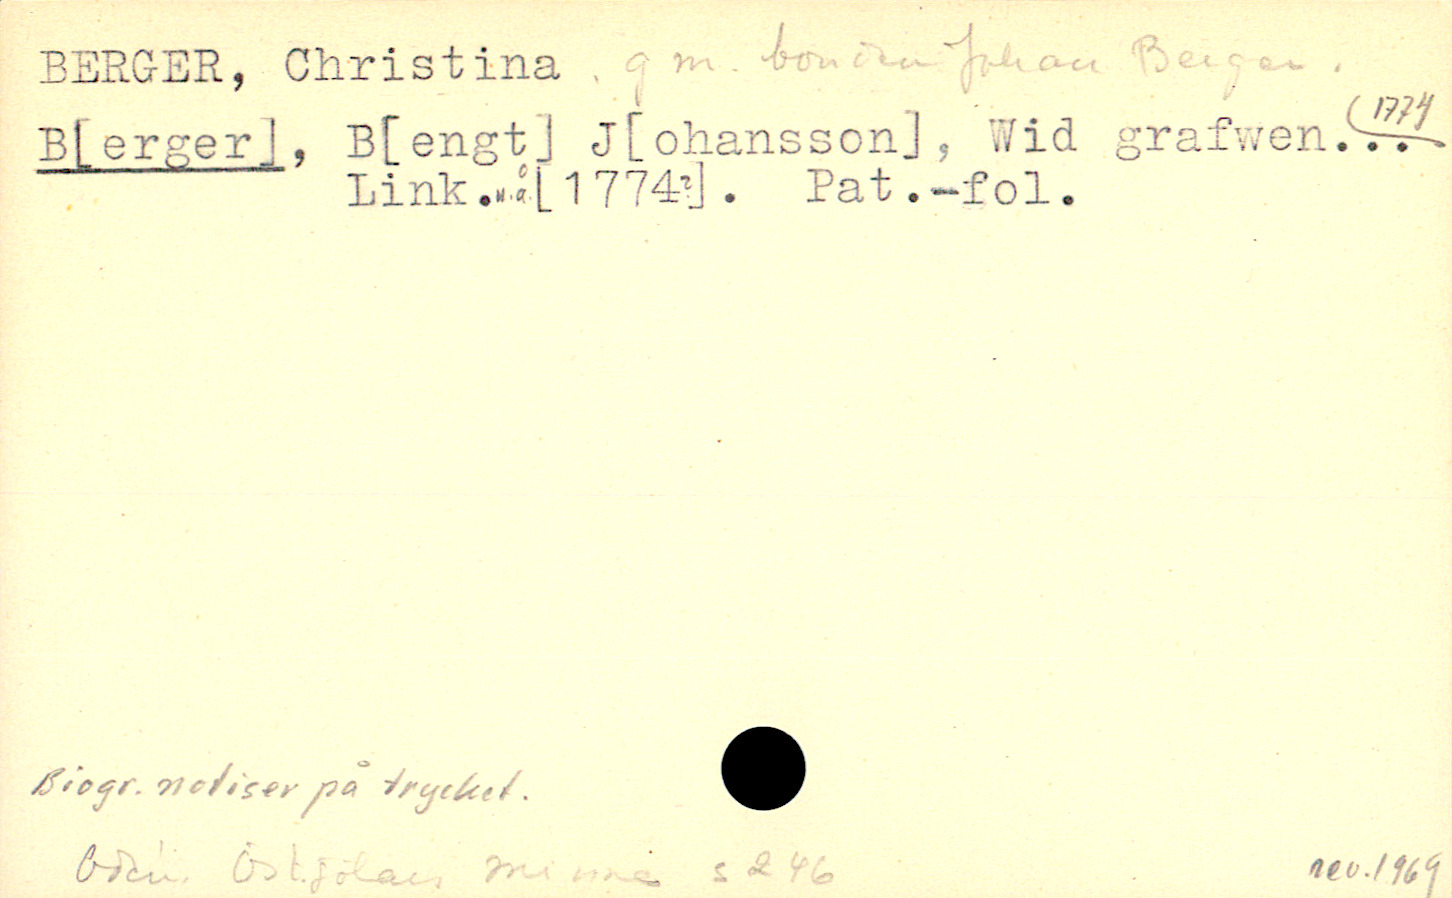 BERGER, Christina, g m. bonden Johan Berger.
(1774
B[erger], B[engt] J[ohansson], Wid grafwen...
Link.u.å.[1774?]. Pat.-fol.
Biogr. notiser på trycket.
Odén. Östgötars minne s 246
rev. 1969